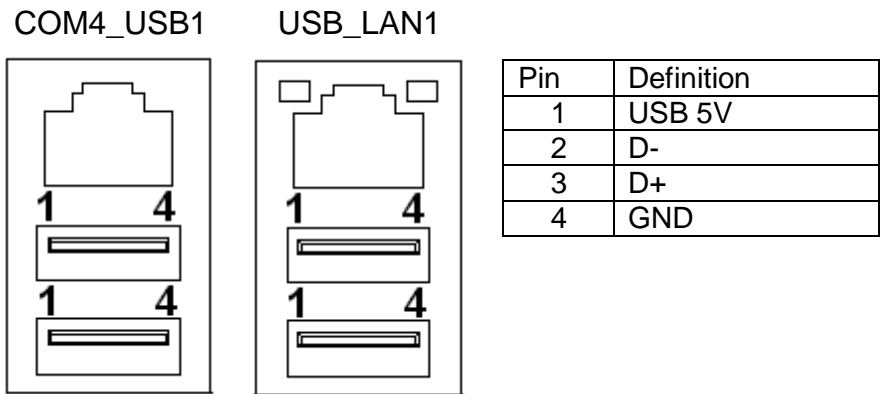 COM4_USB1 USB_LAN1
1 4
1 4
1 4
1 4
Pin Definition
1 USB 5V
2 D-
3 D+
4 GND